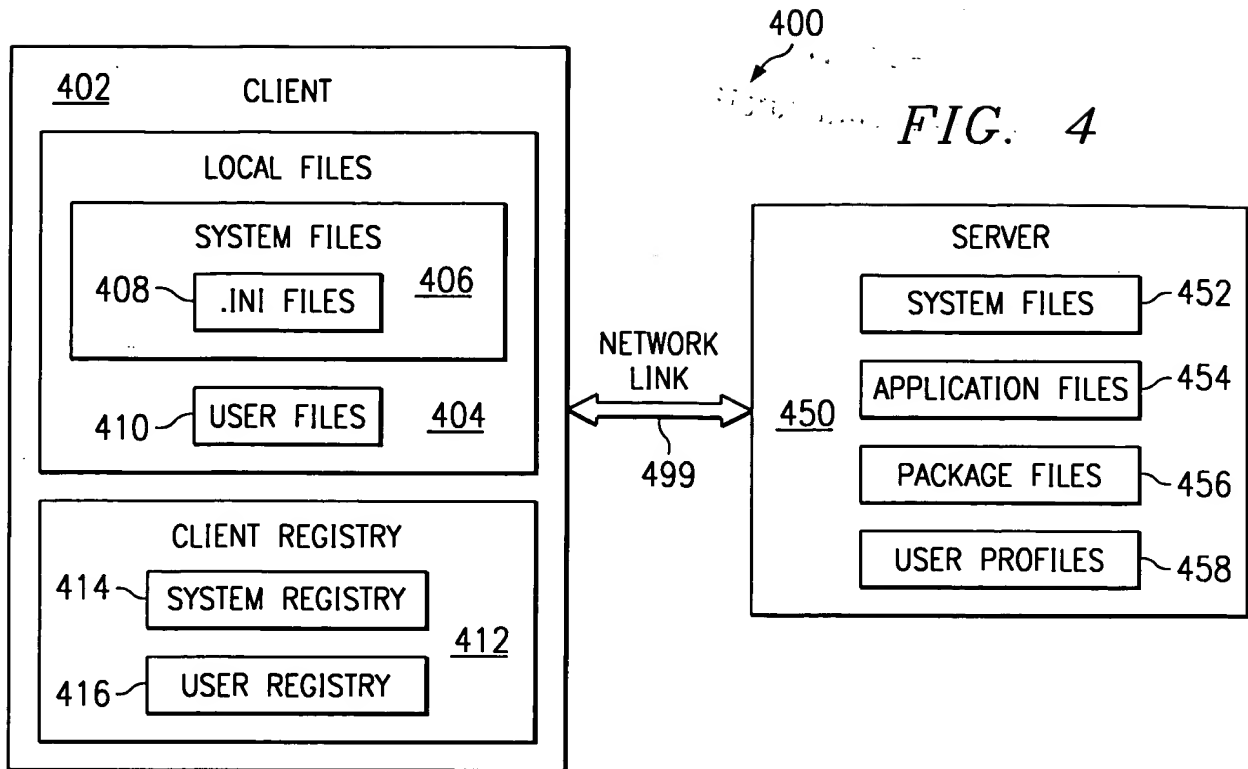 400
FIG. 4
402 CLIENT
LOCAL FILES
SYSTEM FILES
408 .INI FILES 406
410 USER FILES 404
CLIENT REGISTRY
414 SYSTEM REGISTRY
412
416 USER REGISTRY
NETWORK
LINK
499
SERVER
SYSTEM FILES 452
APPLICATION FILES 454
450
PACKAGE FILES 456
USER PROFILES 458